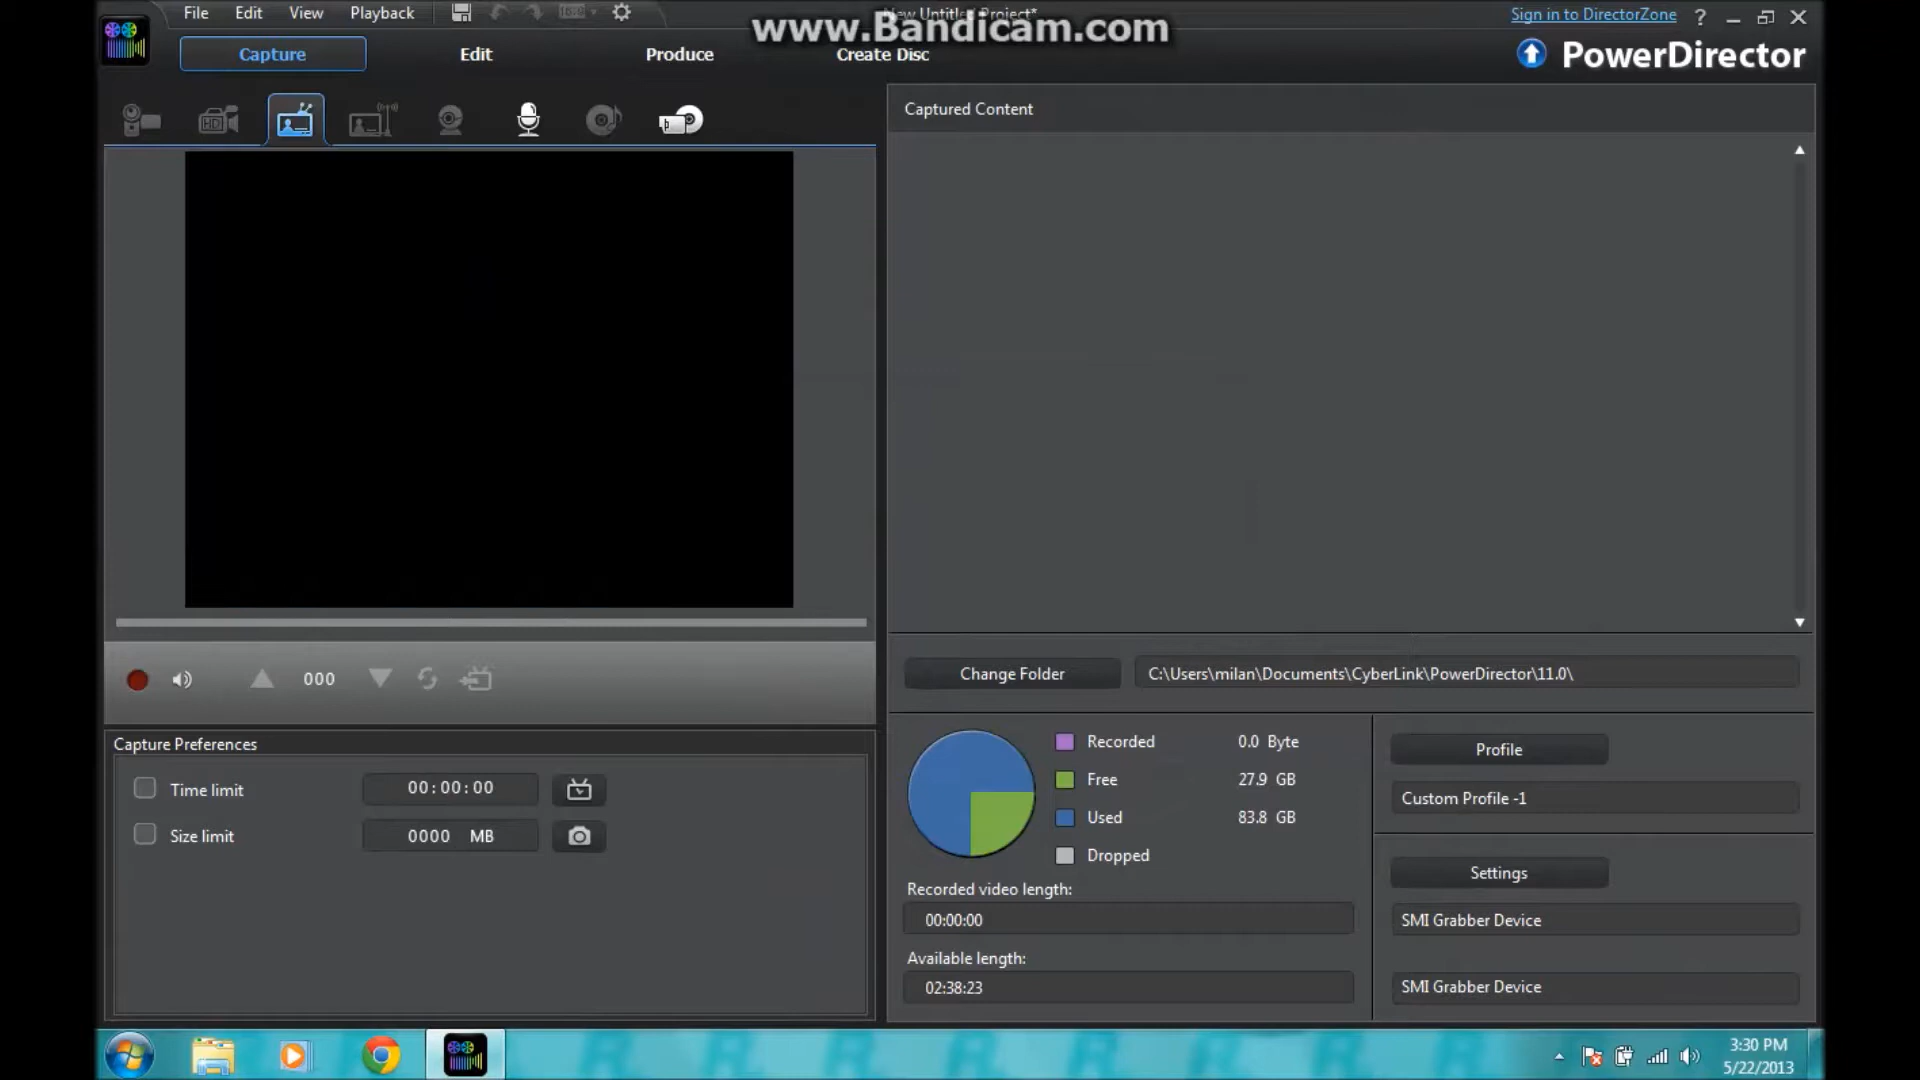 File Edit View Playback
www.Bandicam.com
New Untitled Project*
Sign in to DirectorZone ?
Capture Edit Produce Create Disc
PowerDirector
HD
Captured Content
000
Change Folder C:\Users\milan\Documents\CyberLink\PowerDirector\11.0\
Capture Preferences
Time limit 00:00:00
Size limit 0000 MB
Recorded 0.0 Byte
Free 27.9 GB
Used 83.8 GB
Dropped
Recorded video length:
00:00:00
Available length:
02:38:23
Profile
Custom Profile -1
Settings
SMI Grabber Device
SMI Grabber Device
3:30 PM
5/22/2013